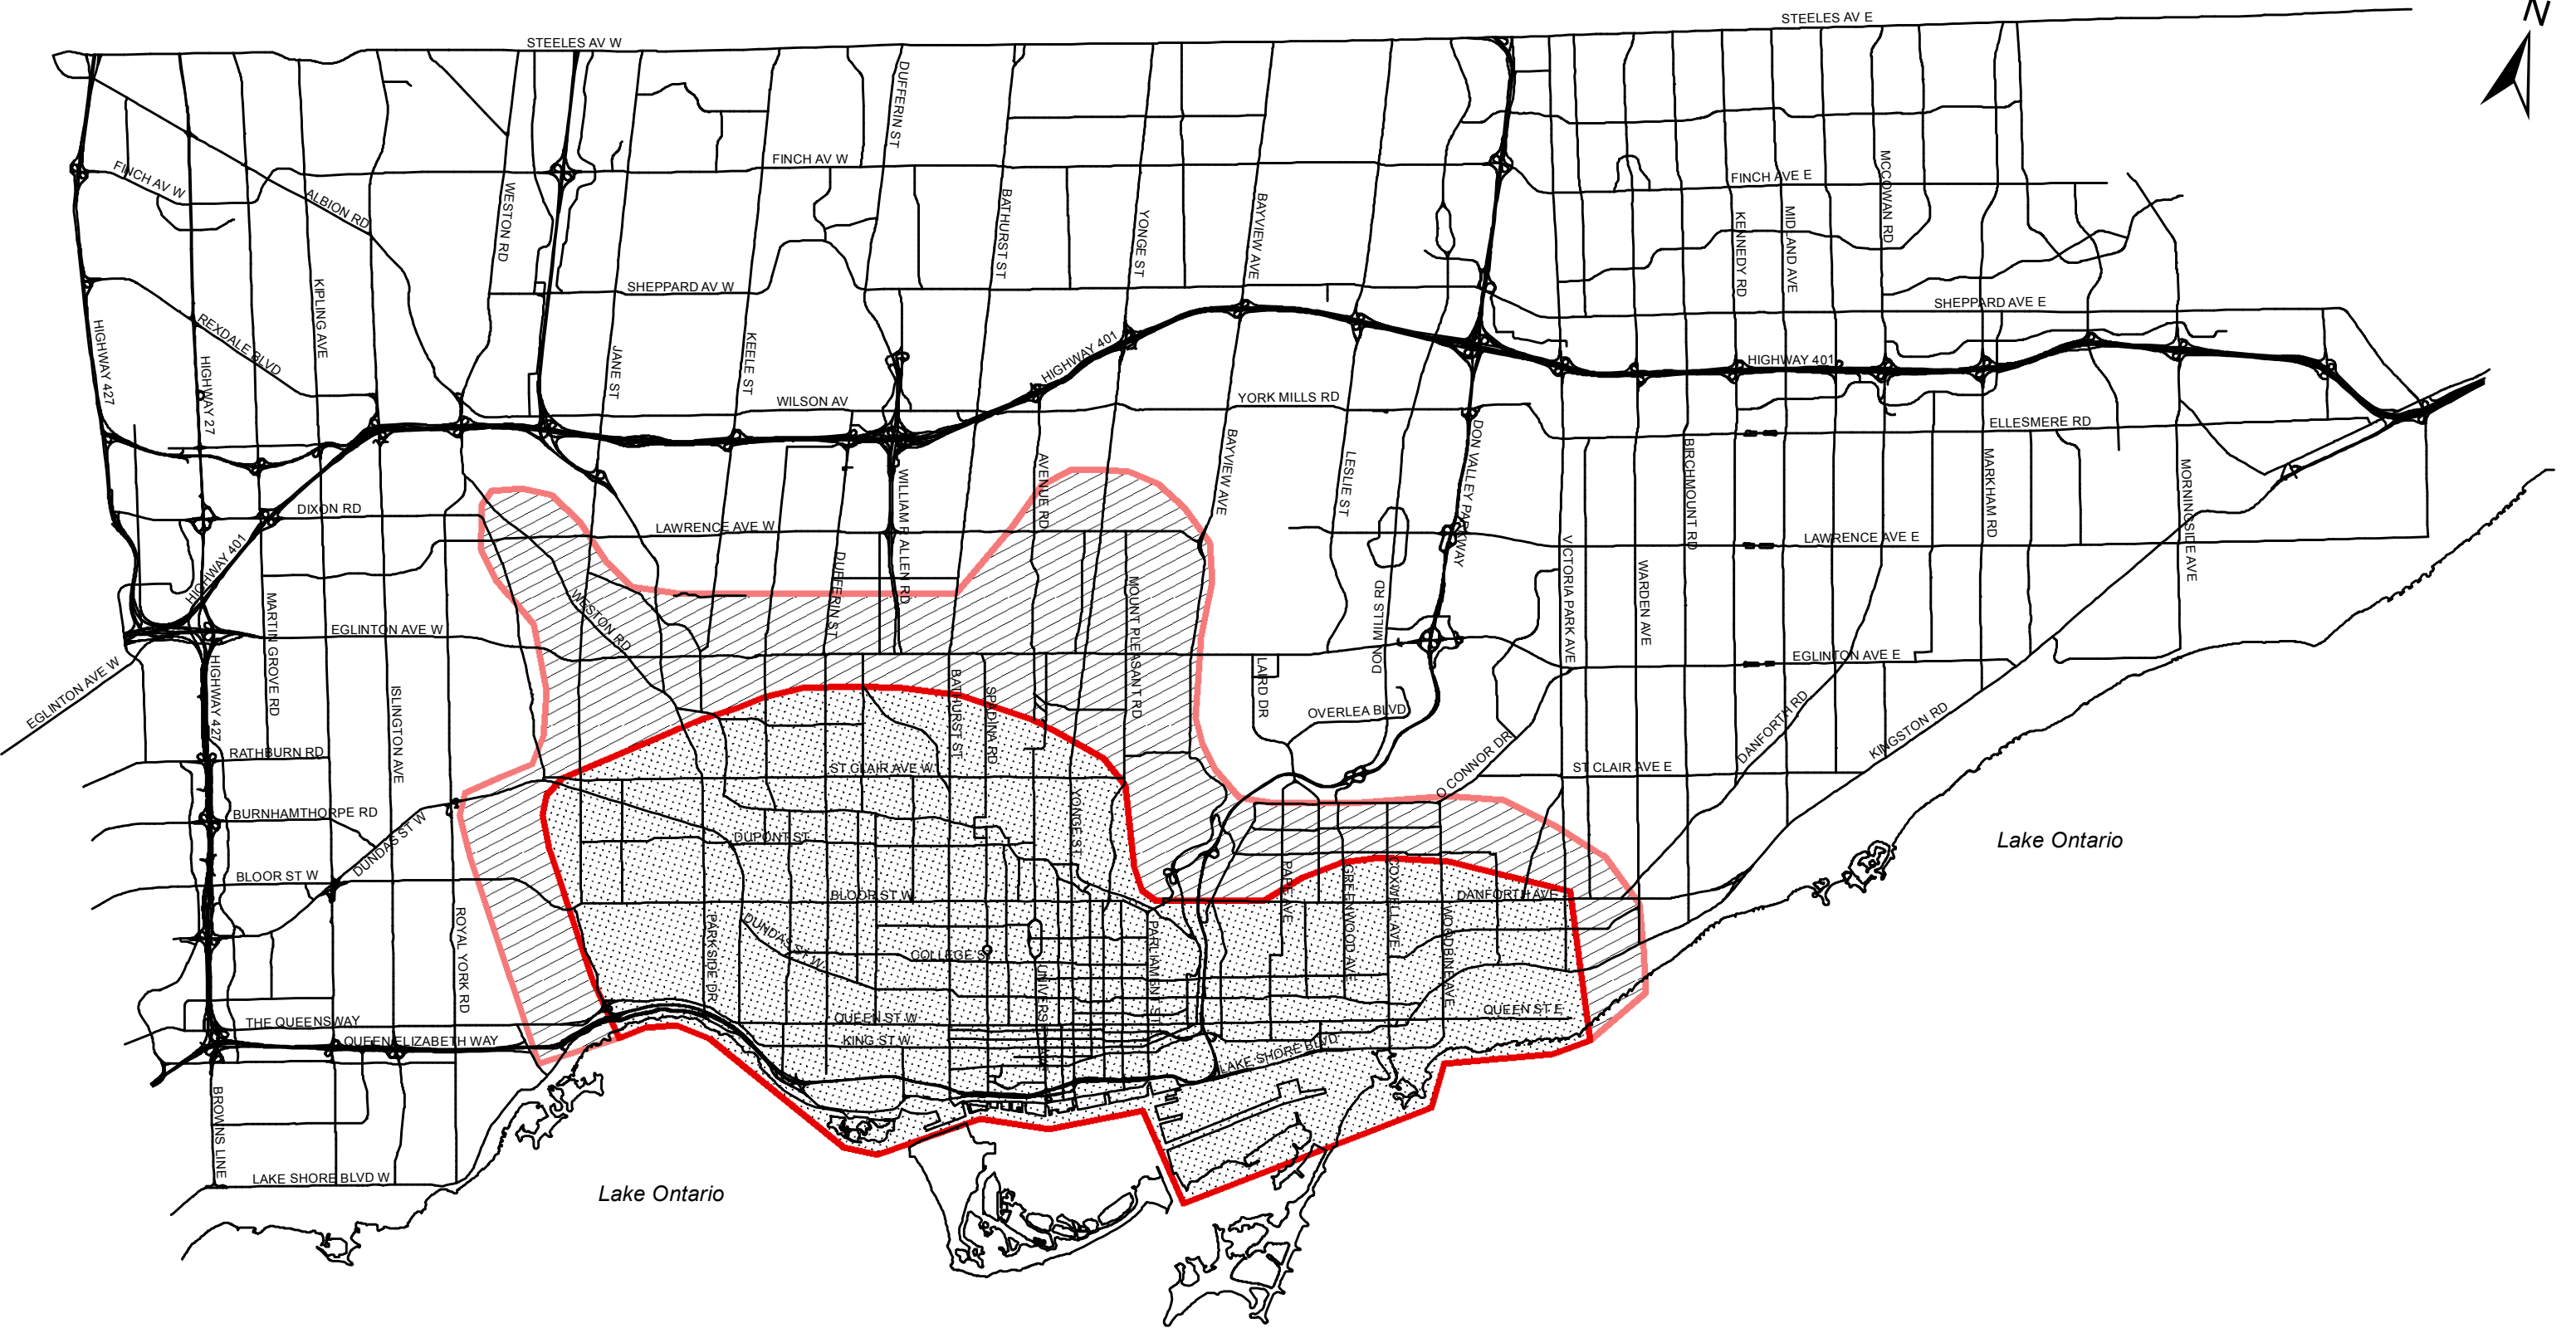 STEELES AV E
N
STEELES AV W
DUFFERIN ST
FINCH AV W
FINCH AV W
ALBION RD
WESTON RD
BATHURST ST
YONGE ST
BAYVIEW AVE
FINCH AVE E
MCCOWAN RD
KENNEDY RD
MIDLAND AVE
SHEPPARD AV W
SHEPPARD AVE E
KIPLING AVE
REXDALE BLVD
HIGHWAY 427
HIGHWAY 27
JANE ST
KEELE ST
HIGHWAY 401
HIGHWAY 401
WILSON AV
YORK MILLS RD
ELLESMERE RD
BAYVIEW AVE
LESLIE ST
DON VALLEY PARKWAY
BIRCHMOUNT RD
MARKHAM RD
MORNINGSIDE AVE
AVENUE RD
WILLIAM R ALLEN RD
DIXON RD
LAWRENCE AVE W
LAWRENCE AVE E
HIGHWAY 401
VICTORIA PARK AVE
WARDEN AVE
DUFFERIN ST
MOUNT PLEASANT RD
DON MILLS RD
MARTIN GROVE RD
WESTON RD
EGLINTON AVE W
EGLINTON AVE W
EGLINTON AVE E
HIGHWAY 427
ISLINGTON AVE
BATHURST ST
SPADINA RD
LAIRD DR
OVERLEA BLVD
O CONNOR DR
DANFORTH RD
KINGSTON RD
RATHBURN RD
ST CLAIR AVE W
ST CLAIR AVE E
BURNHAMTHORPE RD
DUNDAS ST W
YONGE ST
DUPONT ST
Lake Ontario
BLOOR ST W
BLOOR ST W
PAPE AVE
GREENWOOD AVE
COXWELL AVE
DANFORTH AVE
WOODBINE AVE
ROYAL YORK RD
PARKSIDE DR
DUNDAS ST W
COLLEGE ST
PARLIAMENT ST
UNIVERSITY AVE
THE QUEENSWAY
QUEEN ST W
QUEEN ST E
QUEEN ELIZABETH WAY
KING ST W
LAKE SHORE BLVD
BROWNS LINE
LAKE SHORE BLVD W
Lake Ontario